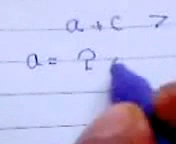 a + c >
a = ?